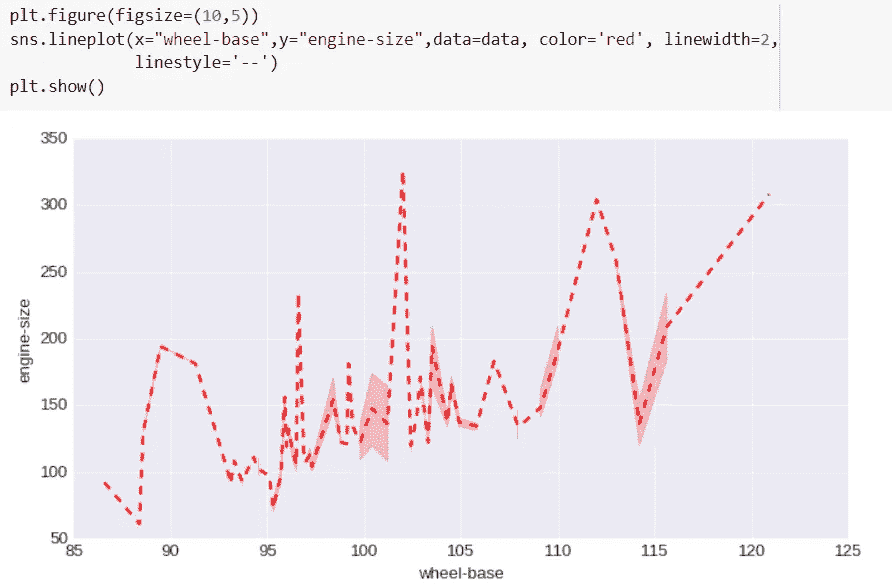 plt.figure(figsize=(10,5))
sns.lineplot(x="wheel-base",y="engine-size",data=data, color='red', linewidth=2,
linestyle='--')
plt.show()
350
300
250
200
150
100
50
engine-size
85 90 95 100 105 110 115 120 125
wheel-base